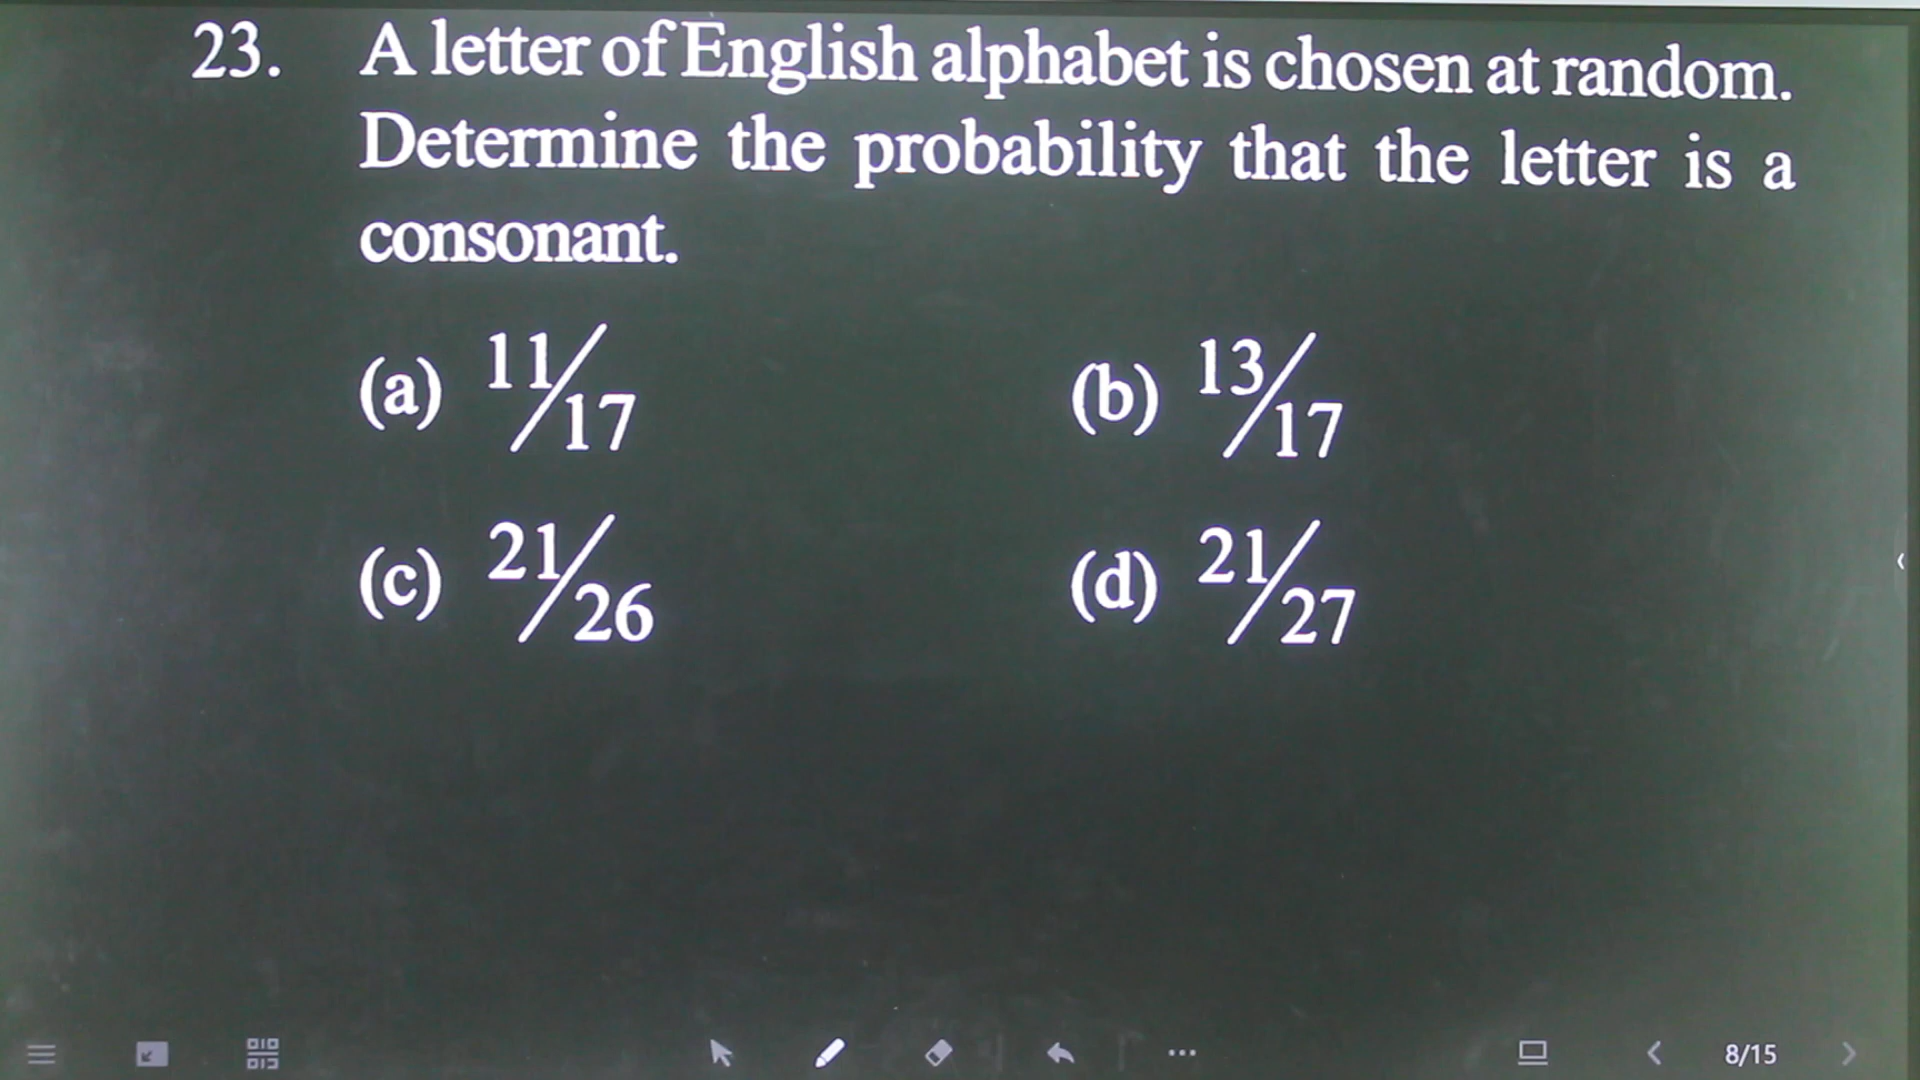 23. A letter of English alphabet is chosen at random.
Determine the probability that the letter is a
consonant.
(a) 11/17 (b) 13/17
(c) 21/26 (d) 21/27
8/15